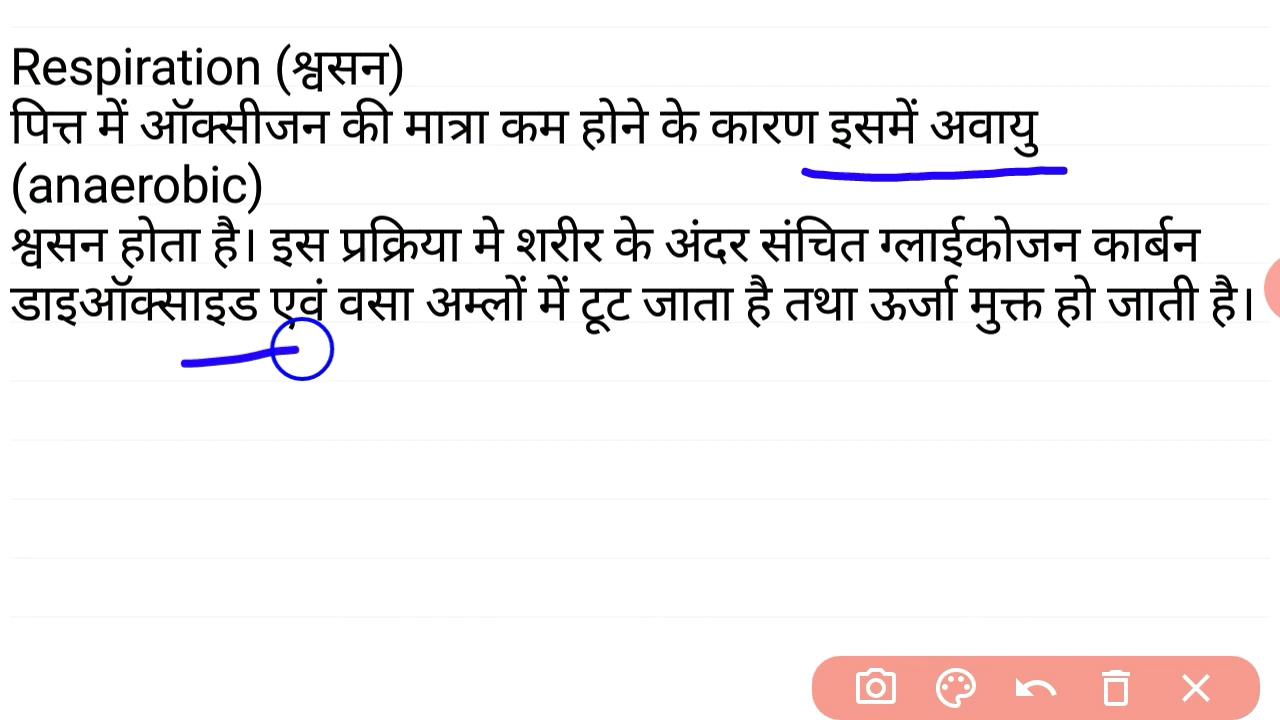 Respiration (श्वसन)
पित्त में ऑक्सीजन की मात्रा कम होने के कारण इसमें अवायु
(anaerobic)
श्वसन होता है। इस प्रक्रिया मे शरीर के अंदर संचित ग्लाईकोजन कार्बन
डाइऑक्साइड एवं वसा अम्लों में टूट जाता है तथा ऊर्जा मुक्त हो जाती है।